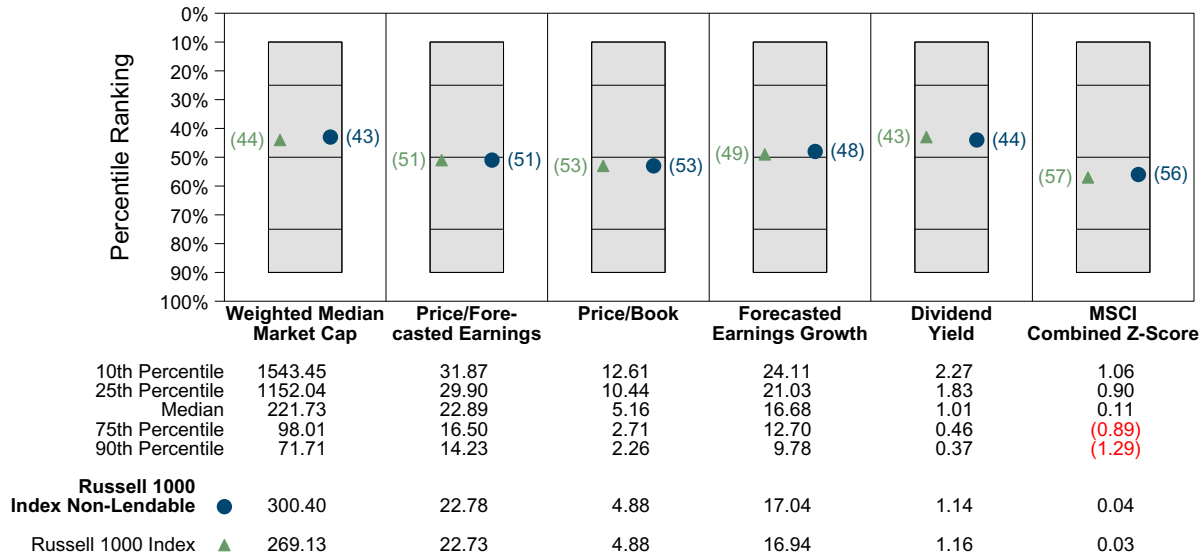 0%
10%
20%
30%
40%
50%
60%
70%
80%
90%
100%
Percentile Ranking
(44) (43)
(51) (51)
(53) (53)
(49) (48)
(43) (44)
(57) (56)
Weighted Median
Market Cap
Price/Fore-
casted Earnings
Price/Book
Forecasted
Earnings Growth
Dividend
Yield
MSCI
Combined Z-Score
10th Percentile 1543.45 31.87 12.61 24.11 2.27 1.06
25th Percentile 1152.04 29.90 10.44 21.03 1.83 0.90
Median 221.73 22.89 5.16 16.68 1.01 0.11
75th Percentile 98.01 16.50 2.71 12.70 0.46 (0.89)
90th Percentile 71.71 14.23 2.26 9.78 0.37 (1.29)
Russell 1000
Index Non-Lendable 300.40 22.78 4.88 17.04 1.14 0.04
Russell 1000 Index 269.13 22.73 4.88 16.94 1.16 0.03